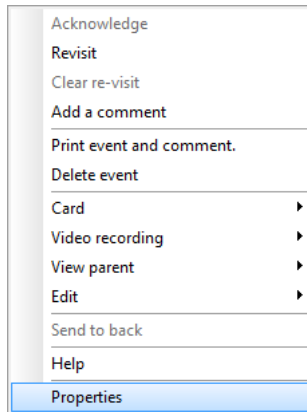 Acknowledge
Revisit
Clear re-visit
Add a comment
Print event and comment.
Delete event
Card
Video recording
View parent
Edit
Send to back
Help
Properties